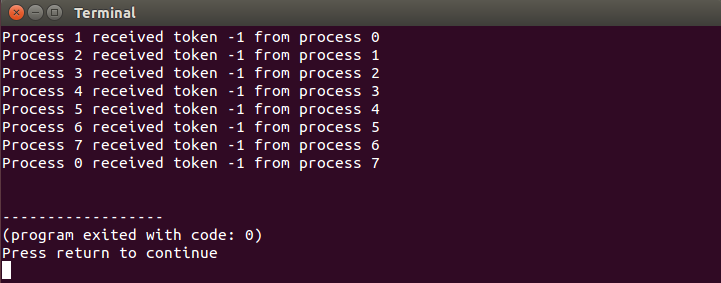 Terminal
Process 1 received token -1 from process 0
Process 2 received token -1 from process 1
Process 3 received token -1 from process 2
Process 4 received token -1 from process 3
Process 5 received token -1 from process 4
Process 6 received token -1 from process 5
Process 7 received token -1 from process 6
Process 0 received token -1 from process 7
------------------
(program exited with code: 0)
Press return to continue